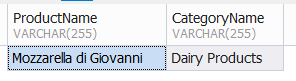 ProductName CategoryName
VARCHAR(255) VARCHAR(255)
Mozzarella di Giovanni Dairy Products